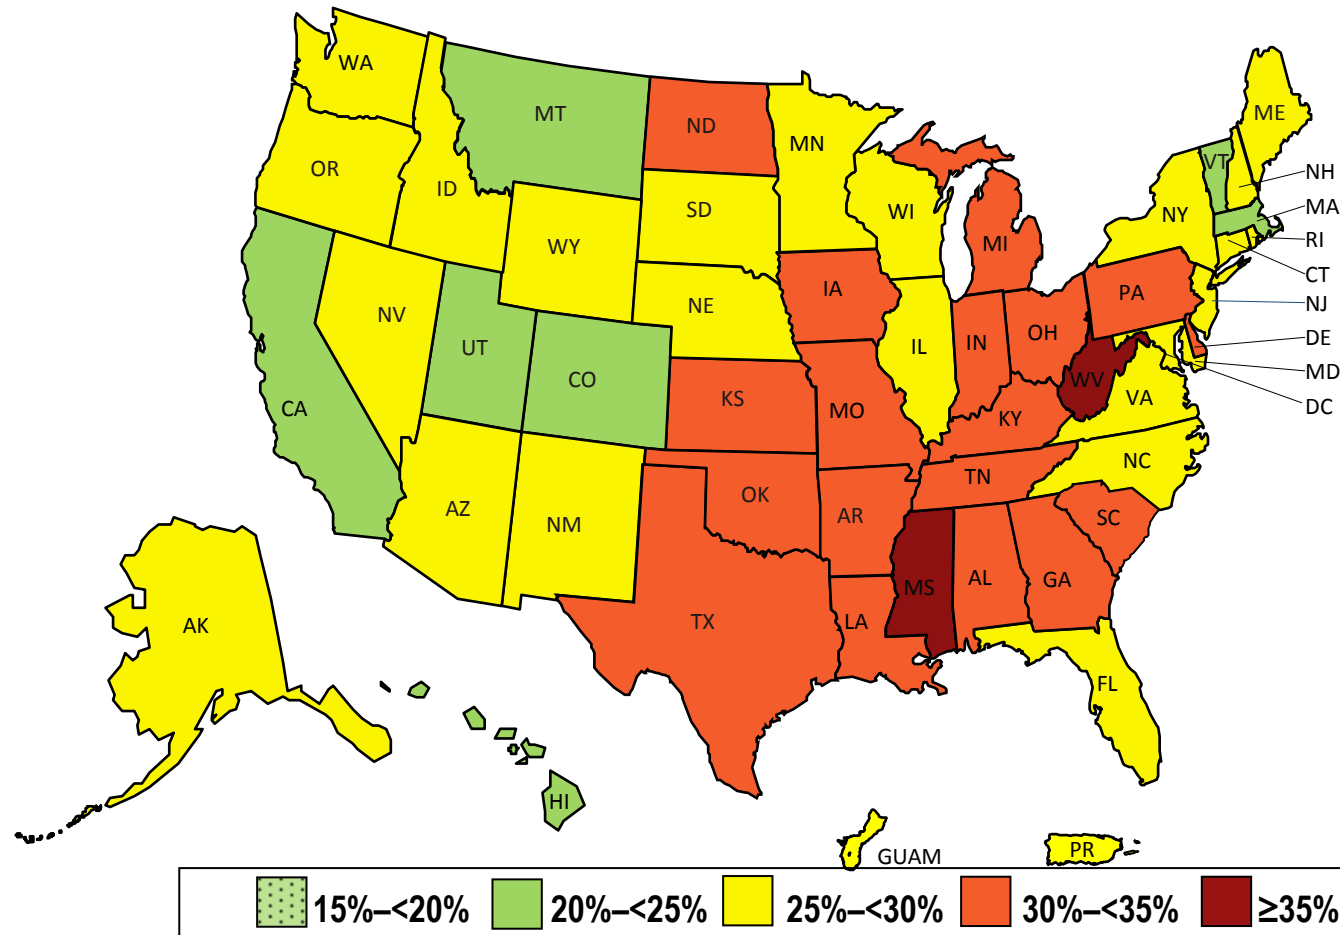 WA
ME
MT
ND
MN
VT
OR
NH
ID
MA
SD
WI
NY
RI
WY
MI
CT
IA
PA
NJ
NE
NV
OH
DE
UT
IL
IN
CO
MD
WV
KS
VA
DC
CA
MO
KY
NC
TN
OK
AZ
AR
SC
NM
AL
GA
MS
TX
LA
AK
FL
HI
GUAM
PR
15%–<20%
20%–<25%
25%–<30%
30%–<35%
≥35%